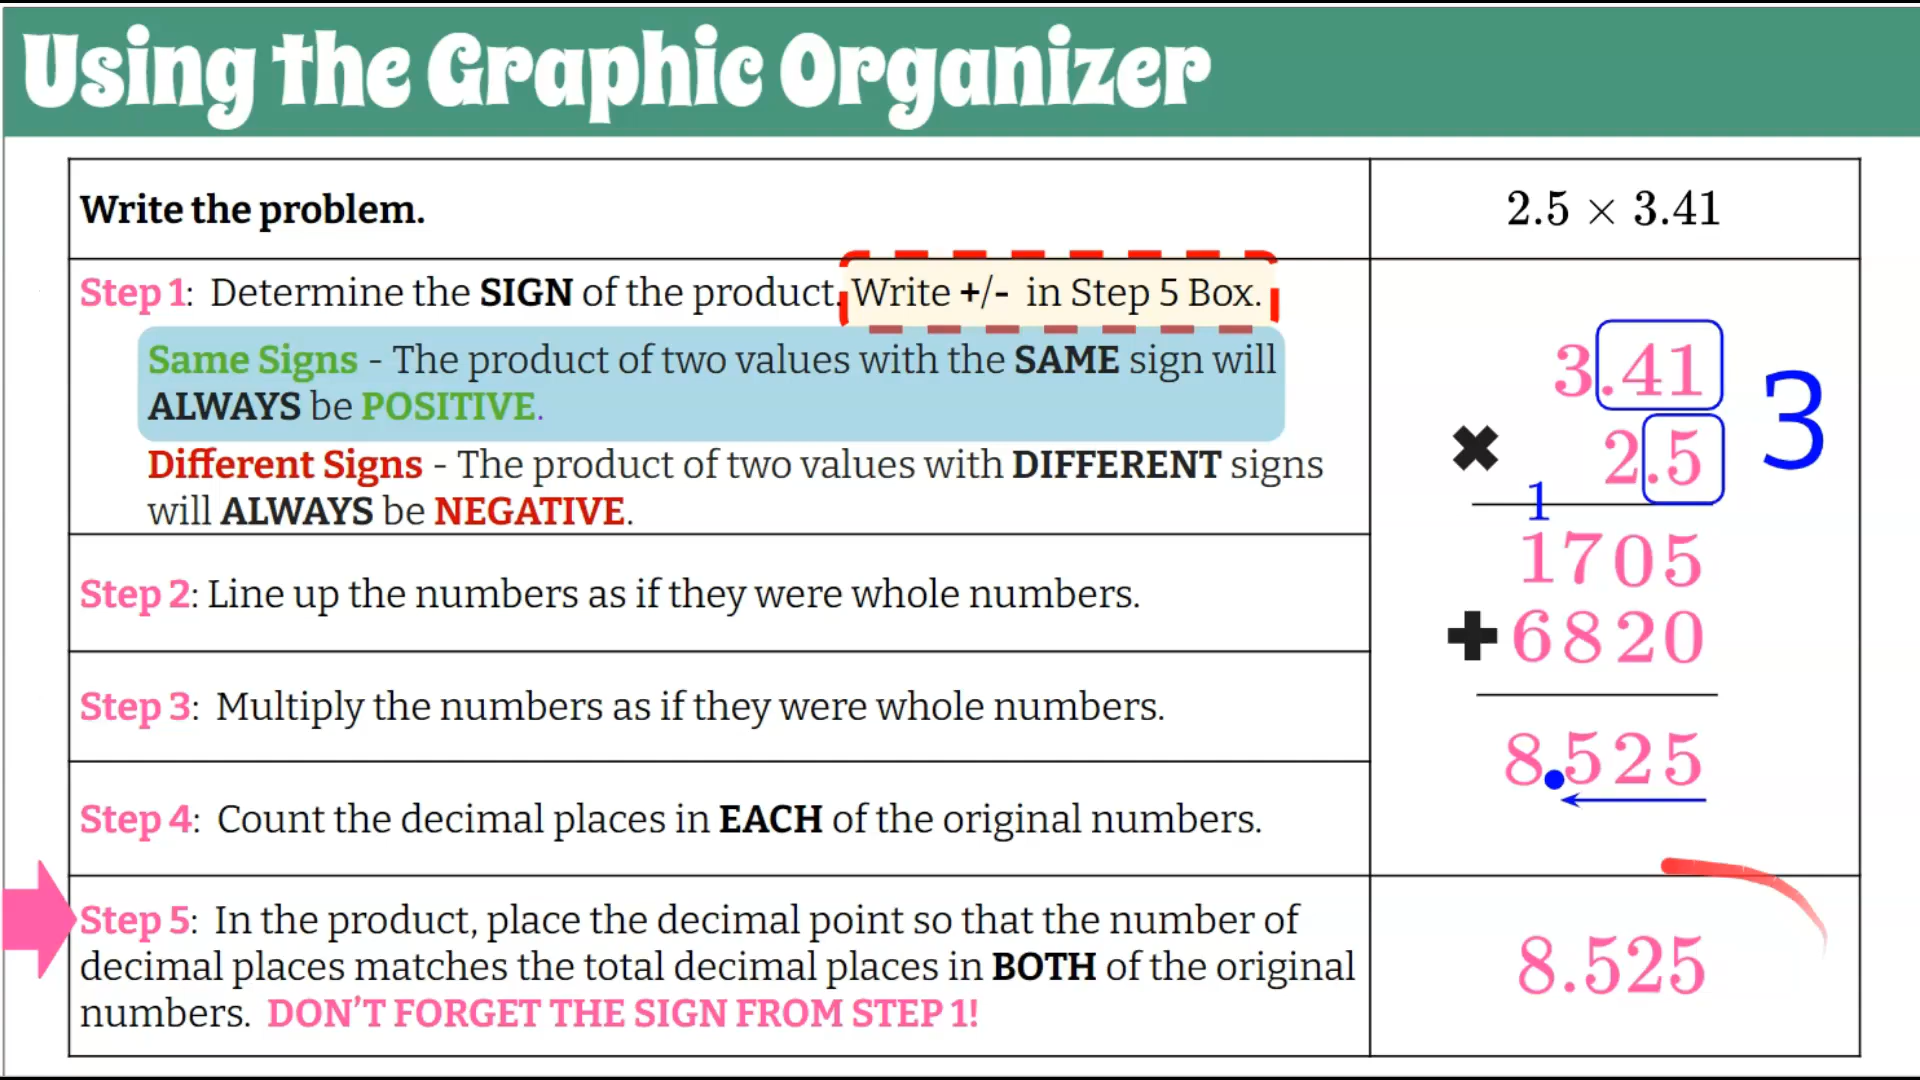 Using the Graphic Organizer
Write the problem.
2.5 × 3.41
Step 1: Determine the SIGN of the product. Write +/- in Step 5 Box.
Same Signs - The product of two values with the SAME sign will
ALWAYS be POSITIVE.
Different Signs - The product of two values with DIFFERENT signs
will ALWAYS be NEGATIVE.
Step 2: Line up the numbers as if they were whole numbers.
Step 3: Multiply the numbers as if they were whole numbers.
Step 4: Count the decimal places in EACH of the original numbers.
3.41
3
× 2.5
1
1705
+ 6820
8.525
Step 5: In the product, place the decimal point so that the number of
decimal places matches the total decimal places in BOTH of the original
numbers. DON'T FORGET THE SIGN FROM STEP 1!
8.525